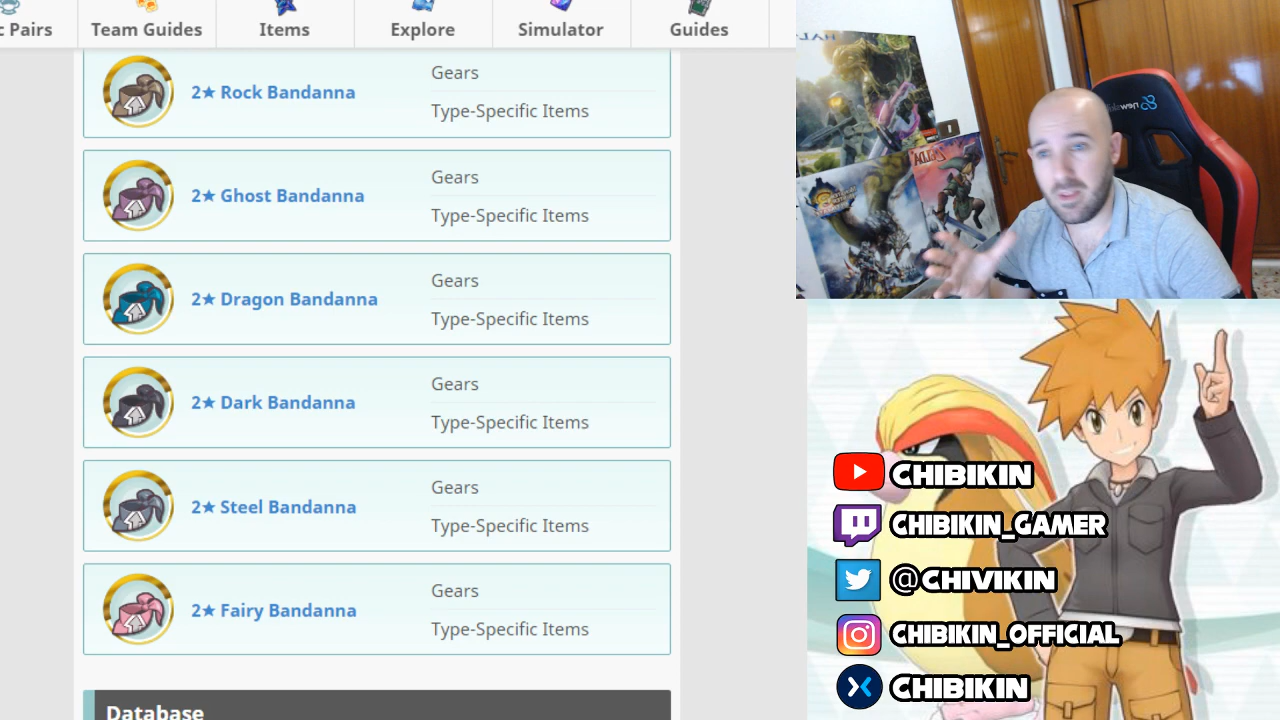 c Pairs
Team Guides
Items
Explore
Simulator
Guides
2★ Rock Bandanna
Gears
Type-Specific Items
2★ Ghost Bandanna
Gears
Type-Specific Items
2★ Dragon Bandanna
Gears
Type-Specific Items
2★ Dark Bandanna
Gears
Type-Specific Items
2★ Steel Bandanna
Gears
Type-Specific Items
2★ Fairy Bandanna
Gears
Type-Specific Items
Database
ZELDA
CHIBIKIN
CHIBIKIN_GAMER
@CHIVIKIN
CHIBIKIN_OFFICIAL
CHIBIKIN